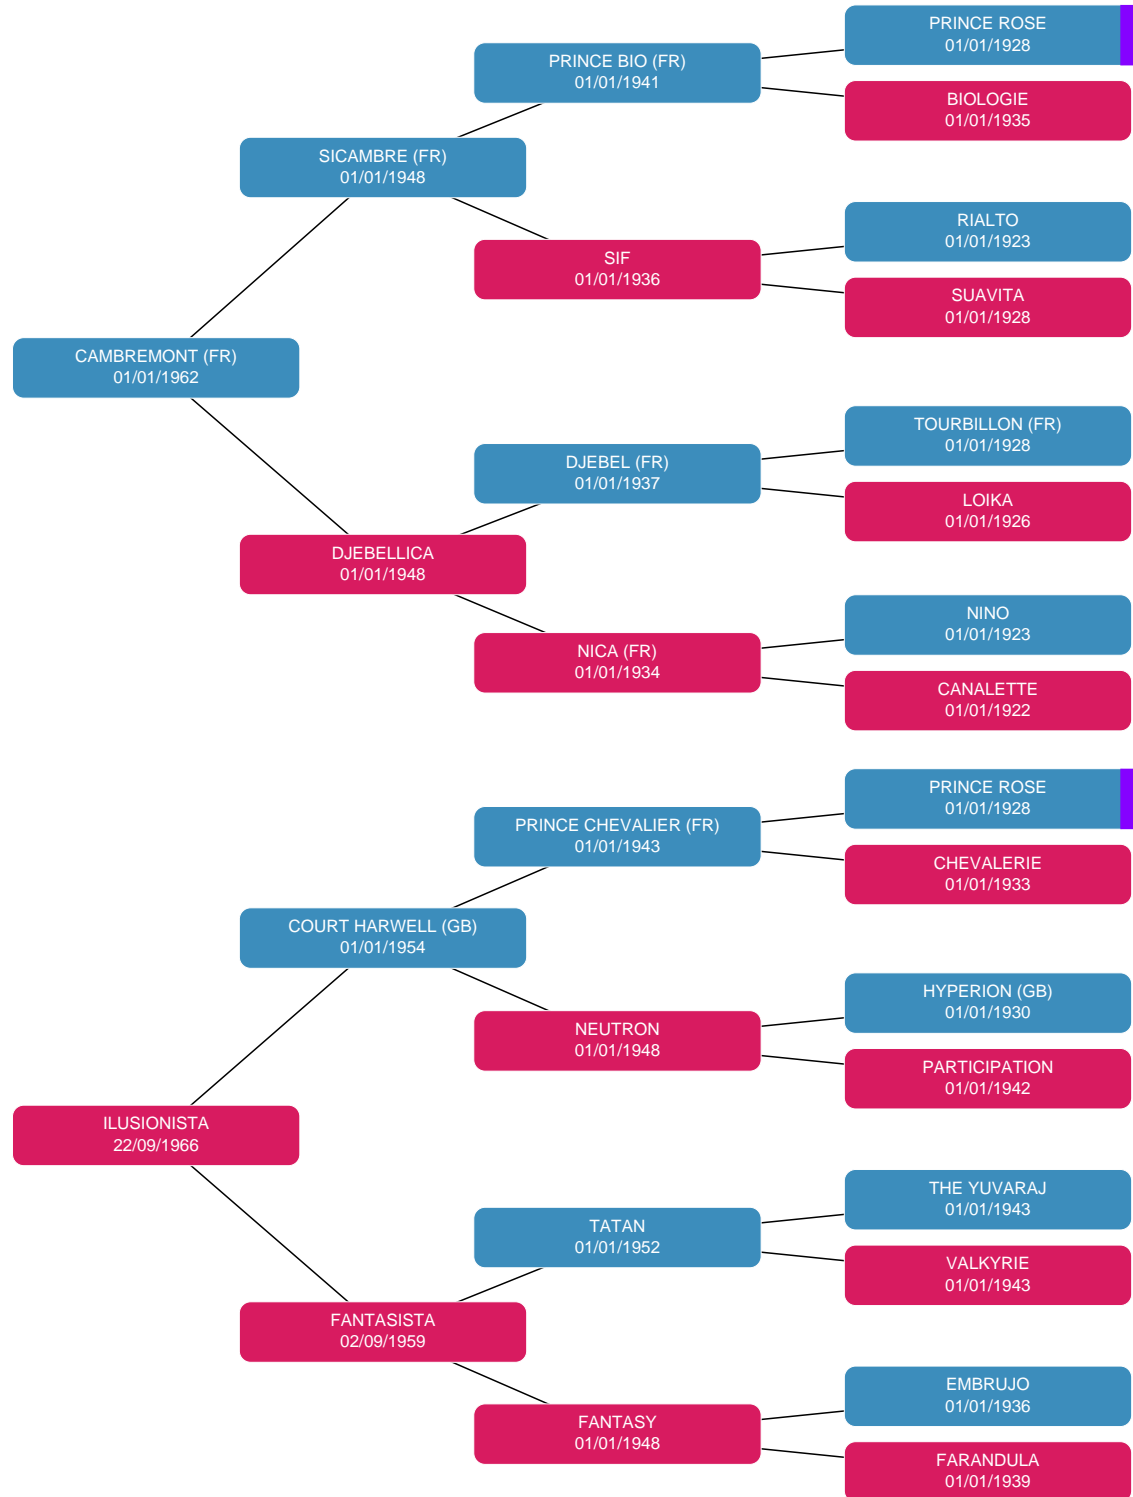 PRINCE ROSE
01/01/1928
PRINCE BIO (FR)
01/01/1941
BIOLOGIE
01/01/1935
SICAMBRE (FR)
01/01/1948
RIALTO
01/01/1923
SIF
01/01/1936
SUAVITA
01/01/1928
CAMBREMONT (FR)
01/01/1962
TOURBILLON (FR)
01/01/1928
DJEBEL (FR)
01/01/1937
LOIKA
01/01/1926
DJEBELLICA
01/01/1948
NINO
01/01/1923
NICA (FR)
01/01/1934
CANALETTE
01/01/1922
PRINCE ROSE
01/01/1928
PRINCE CHEVALIER (FR)
01/01/1943
CHEVALERIE
01/01/1933
COURT HARWELL (GB)
01/01/1954
HYPERION (GB)
01/01/1930
NEUTRON
01/01/1948
PARTICIPATION
01/01/1942
ILUSIONISTA
22/09/1966
THE YUVARAJ
01/01/1943
TATAN
01/01/1952
VALKYRIE
01/01/1943
FANTASISTA
02/09/1959
EMBRUJO
01/01/1936
FANTASY
01/01/1948
FARANDULA
01/01/1939